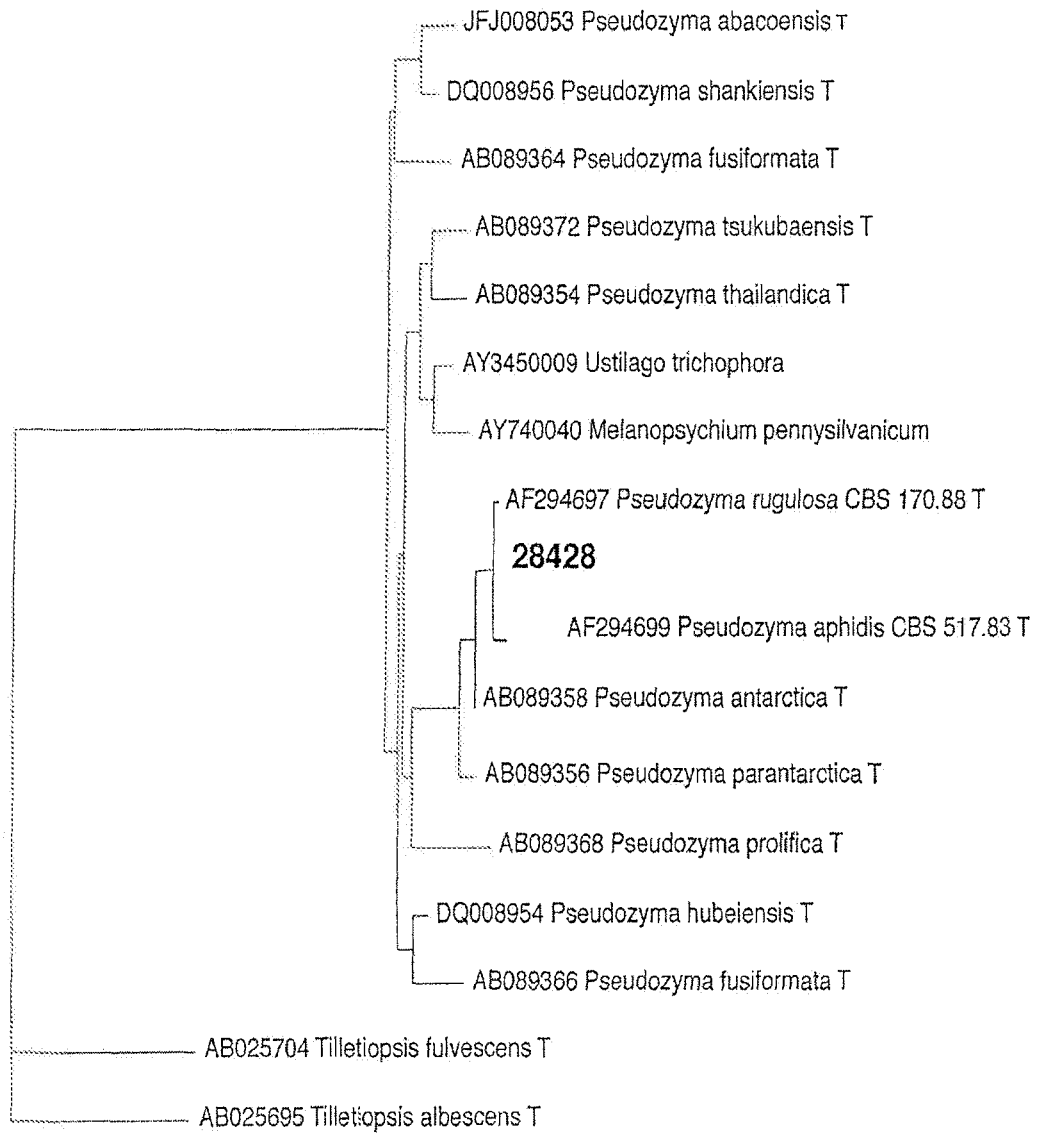 JFJ008053 Pseudozyma abacoensis T
DQ008956 Pseudozyma shankiensis T
AB089364 Pseudozyma fusiformata T
AB089372 Pseudozyma tsukubaensis T
AB089354 Pseudozyma thailandica T
AY3450009 Ustilago trichophora
AY740040 Melanopsychium pennysilvanicum
AF294697 Pseudozyma rugulosa CBS 170.88 T
28428
AF294699 Pseudozyma aphidis CBS 517.83 T
AB089358 Pseudozyma antarctica T
AB089356 Pseudozyma parantarctica T
AB089368 Pseudozyma prolifica T
DQ008954 Pseudozyma hubeiensis T
AB089366 Pseudozyma fusiformata T
AB025704 Tilletiopsis fulvescens T
AB025695 Tilletiopsis albescens T